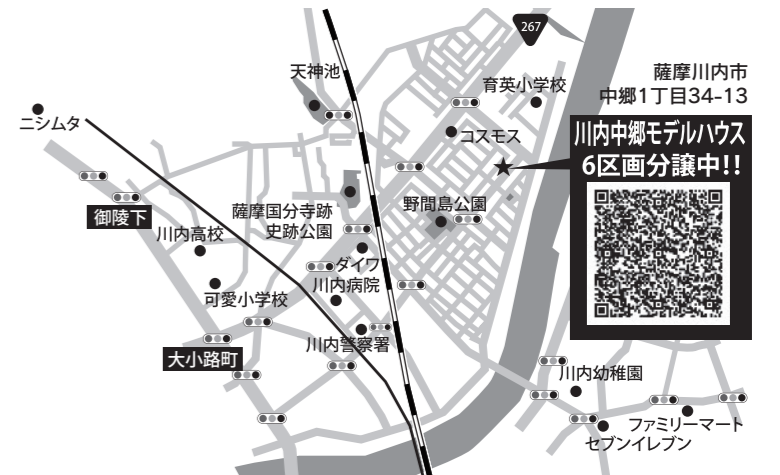 267
天神池
薩摩川内市
中郷1丁目34-13
育英小学校
ニシムタ
コスモス
川内中郷モデルハウス
6区画分譲中!!
御陵下
薩摩国分寺跡
史跡公園
野間島公園
川内高校
ダイワ
川内病院
可愛小学校
川内警察署
大小路町
川内幼稚園
ファミリーマート
セブンイレブン